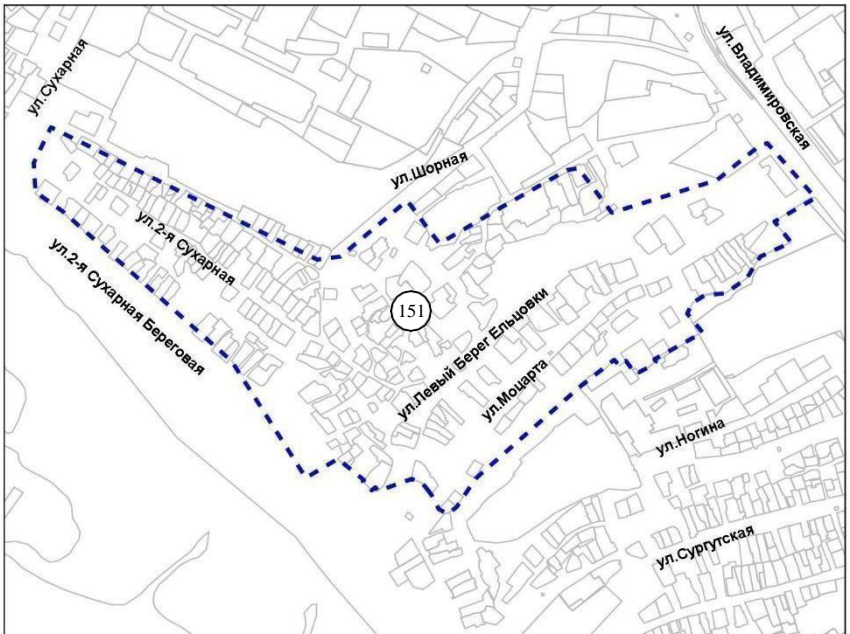 ул.Сухарная
ул.Владимировская
ул.Шорная
ул.2-я Сухарная
ул.2-я Сухарная Береговая
151
ул.Левый Берег Ельцовки
ул.Моцарта
ул.Ногина
ул.Сургутская